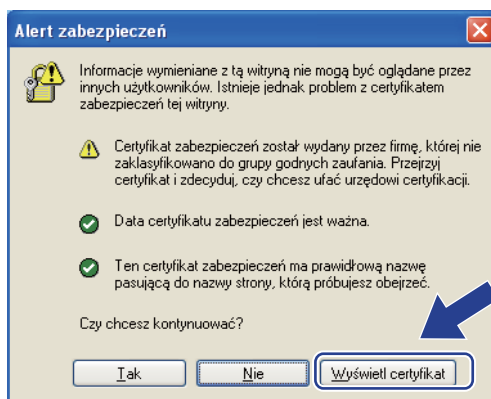 Alert zabezpieczeń
Informacje wymieniane z tą witryną nie mogą być oglądane przez
innych użytkowników. Istnieje jednak problem z certyfikatem
zabezpieczeń tej witryny.
Certyfikat zabezpieczeń został wydany przez firmę, której nie
zaklasyfikowano do grupy godnych zaufania. Przejrzyj
certyfikat i zdecyduj, czy chcesz ufać urzędowi certyfikacji.
Data certyfikatu zabezpieczeń jest ważna.
Ten certyfikat zabezpieczeń ma prawidłową nazwę
pasującą do nazwy strony, którą próbujesz obejrzeć.
Czy chcesz kontynuować?
Tak Nie Wyświetl certyfikat